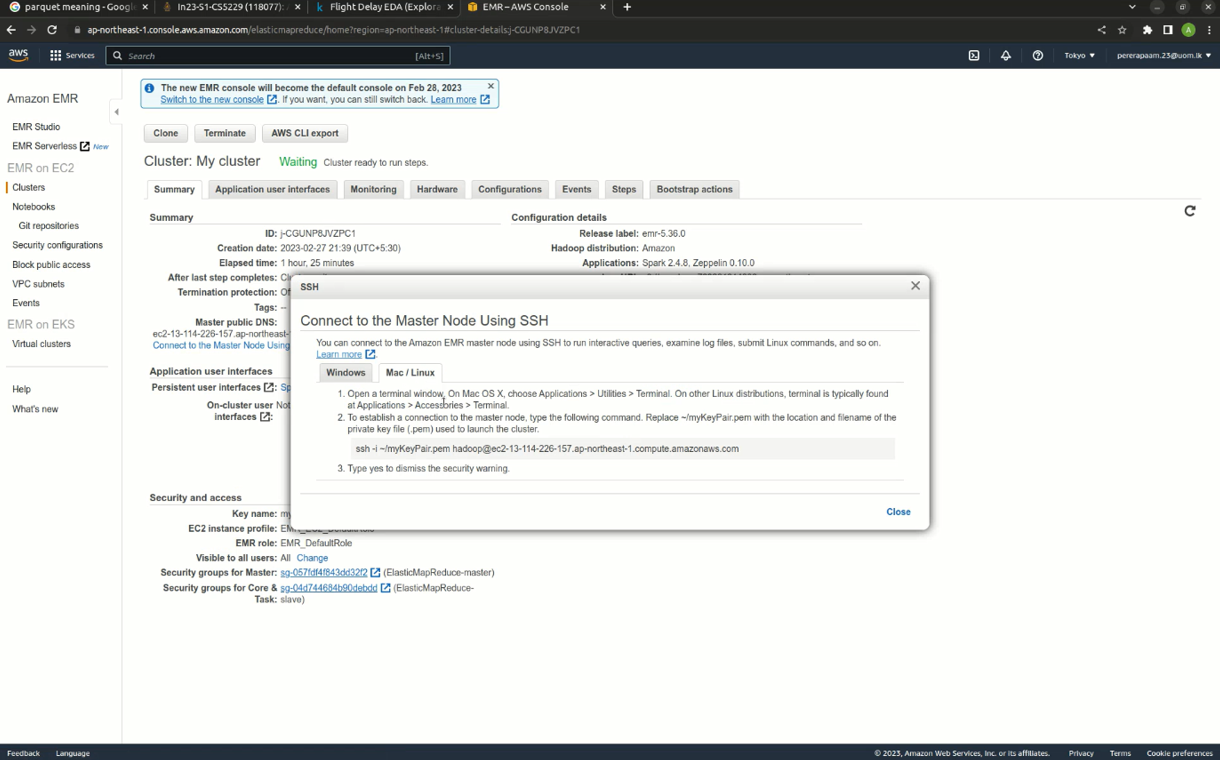 parquet meaning - Googl
In23-S1-CS5229 (118077):
Flight Delay EDA (Explora
EMR – AWS Console
ap-northeast-1.console.aws.amazon.com/elasticmapreduce/home?region=ap-northeast-1#cluster-details:j-CGUNP8JVZPC1
A
aws
Services
Search
[Alt+S]
Tokyo
pererapaam.23@uom.lk
Amazon EMR
EMR Studio
EMR Serverless New
EMR on EC2
Clusters
Notebooks
Git repositories
Security configurations
Block public access
VPC subnets
Events
EMR on EKS
Virtual clusters
Help
What's new
The new EMR console will become the default console on Feb 28, 2023
Switch to the new console. If you want, you can still switch back. Learn more
Clone
Terminate
AWS CLI export
Cluster: My cluster Waiting Cluster ready to run steps.
Summary
Application user interfaces
Monitoring
Hardware
Configurations
Events
Steps
Bootstrap actions
Summary
ID: j-CGUNP8JVZPC1
Creation date: 2023-02-27 21:39 (UTC+5:30)
Elapsed time: 1 hour, 25 minutes
After last step completes:
Termination protection: Of
Tags: --
Master public DNS:
ec2-13-114-226-157.ap-northeast-
Connect to the Master Node Using
Configuration details
Release label: emr-5.36.0
Hadoop distribution: Amazon
Applications: Spark 2.4.8, Zeppelin 0.10.0
Application user interfaces
Persistent user interfaces : Sp
On-cluster user Not
interfaces :
Security and access
Key name: my
EC2 instance profile: EMR_EC2_DefaultRole
EMR role: EMR_DefaultRole
Visible to all users: All Change
Security groups for Master: sg-057fdf4f843dd32f2 (ElasticMapReduce-master)
Security groups for Core & sg-04d744684b90debdd (ElasticMapReduce-
Task: slave)
SSH
Connect to the Master Node Using SSH
You can connect to the Amazon EMR master node using SSH to run interactive queries, examine log files, submit Linux commands, and so on.
Learn more
Windows
Mac / Linux
1. Open a terminal window. On Mac OS X, choose Applications > Utilities > Terminal. On other Linux distributions, terminal is typically found
at Applications > Accessories > Terminal.
2. To establish a connection to the master node, type the following command. Replace ~/myKeyPair.pem with the location and filename of the
private key file (.pem) used to launch the cluster.
ssh -i ~/myKeyPair.pem hadoop@ec2-13-114-226-157.ap-northeast-1.compute.amazonaws.com
3. Type yes to dismiss the security warning.
Close
Feedback
Language
© 2023, Amazon Web Services, Inc. or its affiliates.
Privacy
Terms
Cookie preferences